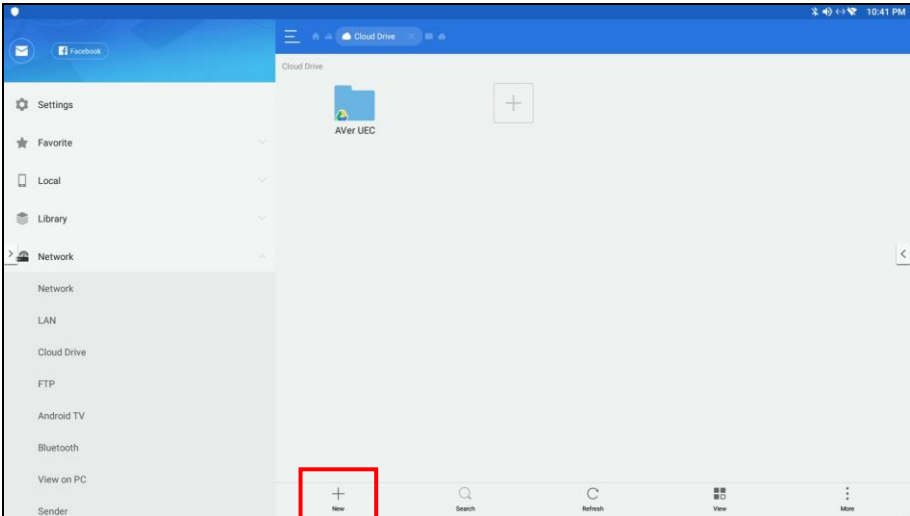 10:41 PM
Facebook
Cloud Drive
Cloud Drive
AVer UEC
Settings
Favorite
Local
Library
Network
Network
LAN
Cloud Drive
FTP
Android TV
Bluetooth
View on PC
Sender
New
Search
Refresh
View
More